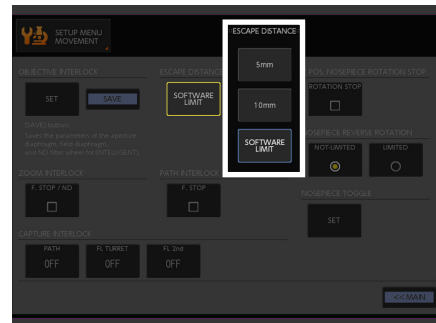 SETUP MENU
MOVEMENT
ESCAPE DISTANCE
5mm
10mm
SOFTWARE
LIMIT
OBJECTIVE INTERLOCK
SET
SAVE
(SAVE) button:
Saves the parameters of the aperture
diaphragm, field diaphragm,
and ND filter wheel for (INTELLIGENT).
ESCAPE DISTANCE
SOFTWARE
LIMIT
POS. NOSEPIECE ROTATION STOP
ROTATION STOP
NOSEPIECE REVERSE ROTATION
NOT-LIMITED
LIMITED
ZOOM INTERLOCK
F. STOP / ND
PATH INTERLOCK
F. STOP
NOSEPIECE TOGGLE
SET
CAPTURE INTERLOCK
PATH
OFF
FL TURRET
OFF
FL 2nd
OFF
<< MAIN